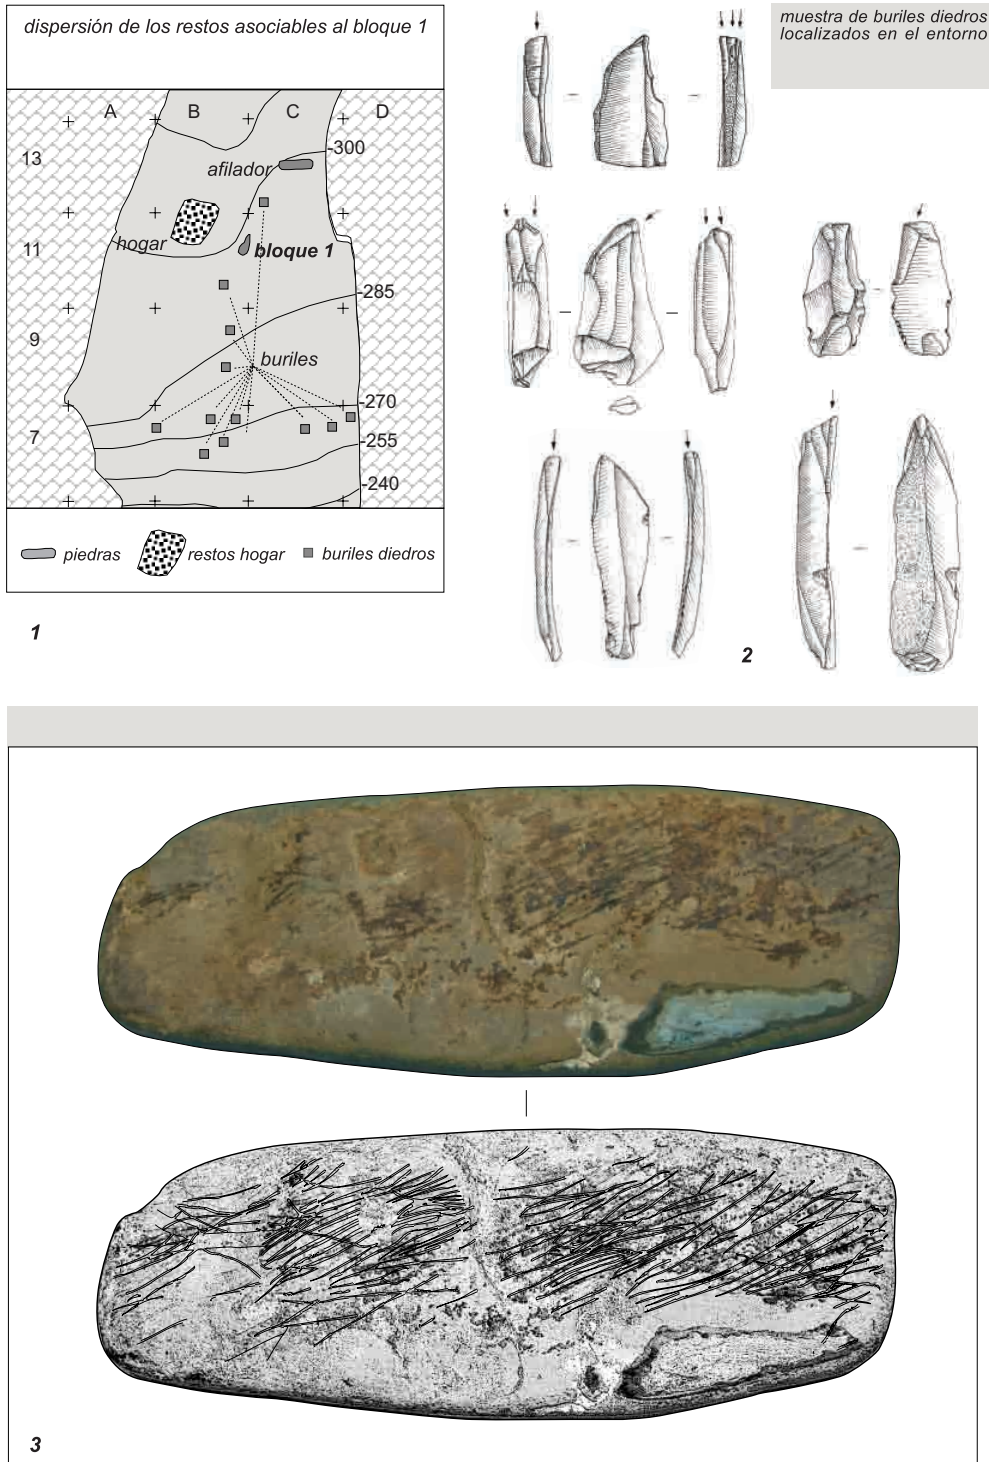 dispersión de los restos asociables al bloque 1
A B C D
13
-300
afilador
hogar
11
bloque 1
-285
9
buriles
-270
7
-255
-240
piedras restos hogar buriles diedros
1
muestra de buriles diedros
localizados en el entorno
2
3